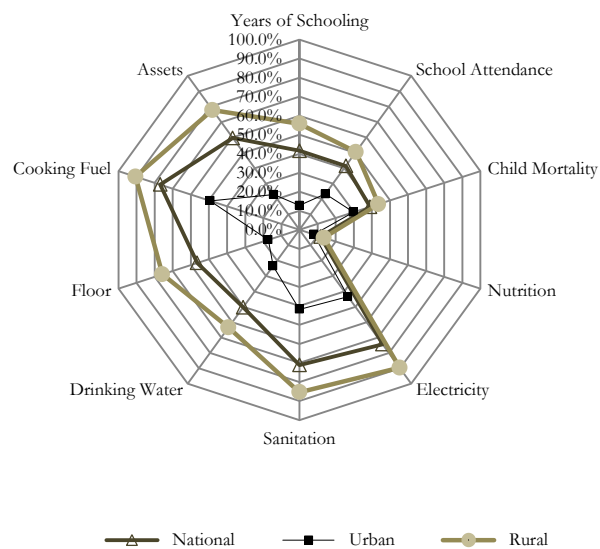 Years of Schooling
100.0%
90.0%
80.0%
70.0%
60.0%
50.0%
40.0%
30.0%
20.0%
10.0%
0.0%
School Attendance
Child Mortality
Nutrition
Electricity
Sanitation
Drinking Water
Floor
Cooking Fuel
Assets
National Urban Rural